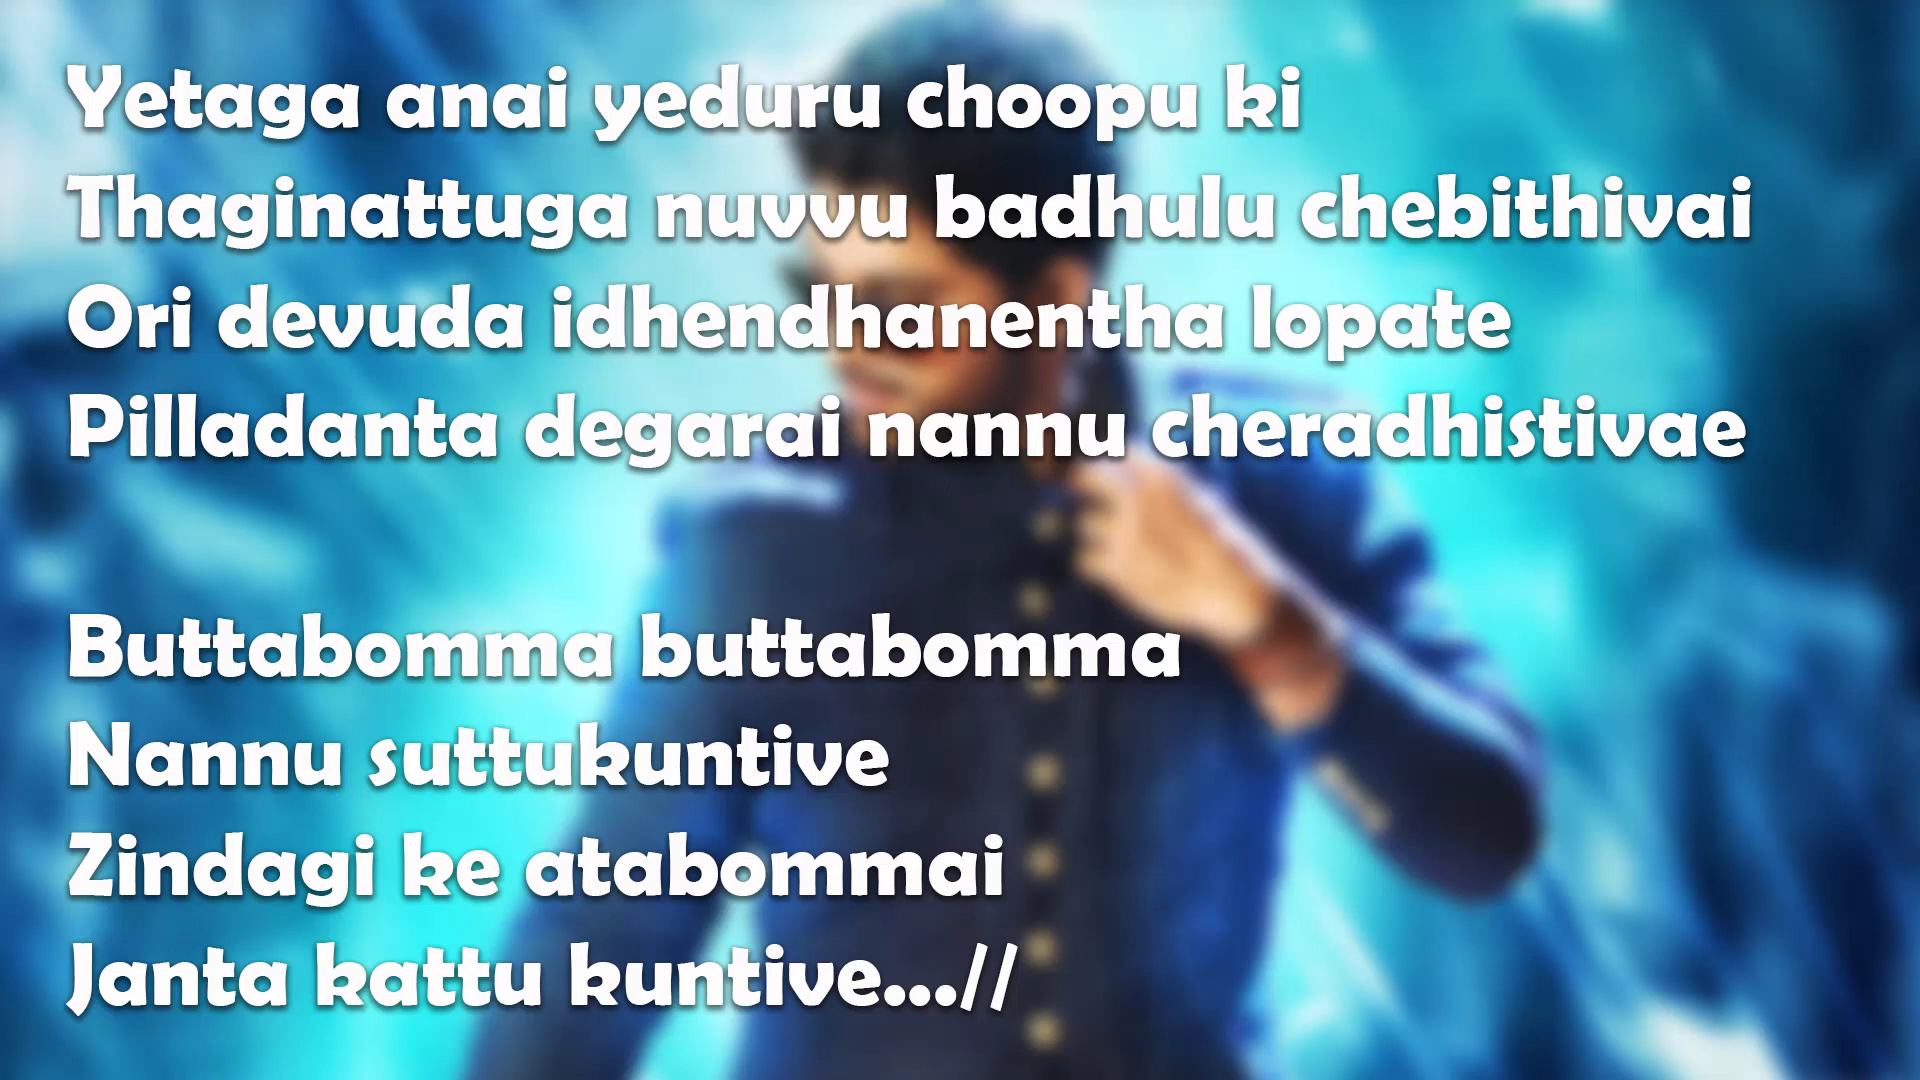 Yetaga anai yeduru choopu ki
Thaginattuga nuvvu badhulu chebithivai
Ori devuda idhendhanentha lopate
Pilladanta degarai nannu cheradhistivae
Buttabomma buttabomma
Nannu suttukuntive
Zindagi ke atabommai
Janta kattu kuntive...//